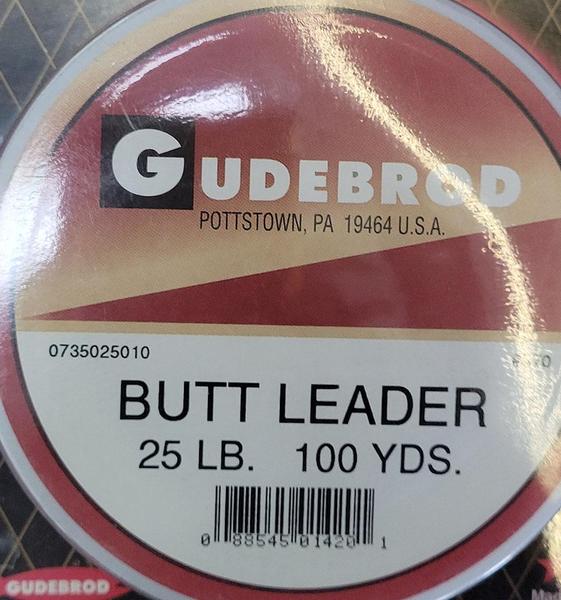 GUDEBROD
POTTSTOWN, PA 19464 U.S.A.
0735025010
BUTT LEADER
25 LB. 100 YDS.
0 88545 01420 1
GUDEBROD